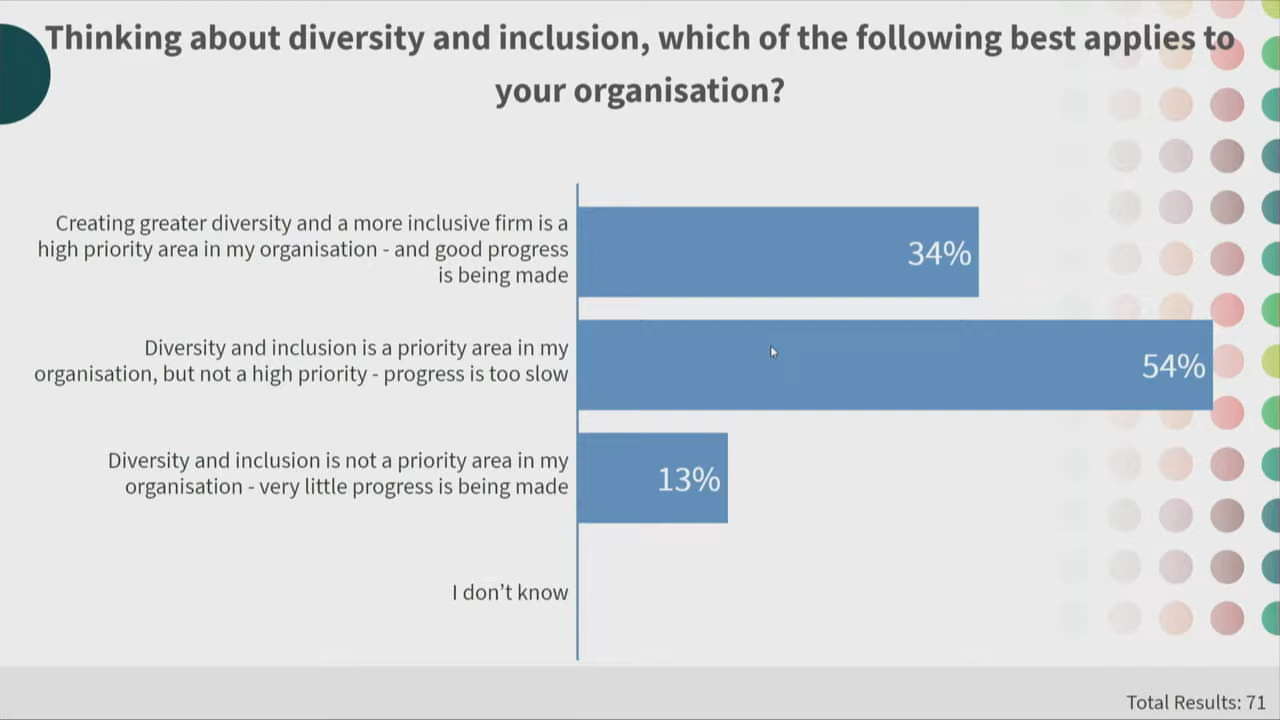 Thinking about diversity and inclusion, which of the following best applies to
your organisation?
Creating greater diversity and a more inclusive firm is a
high priority area in my organisation - and good progress
is being made
34%
Diversity and inclusion is a priority area in my
organisation, but not a high priority - progress is too slow
54%
Diversity and inclusion is not a priority area in my
organisation - very little progress is being made
13%
I don’t know
Total Results: 71